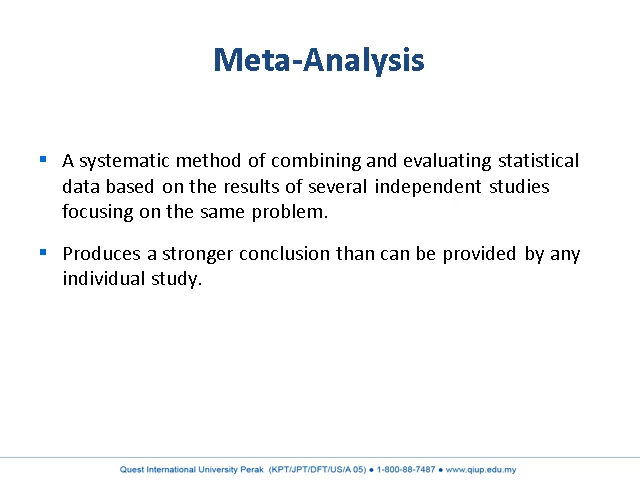 Meta-Analysis
▪ A systematic method of combining and evaluating statistical
data based on the results of several independent studies
focusing on the same problem.
▪ Produces a stronger conclusion than can be provided by any
individual study.
Quest International University Perak (KPT/JPT/DFT/US/A 05) ● 1-800-88-7487 ● www.qiup.edu.my